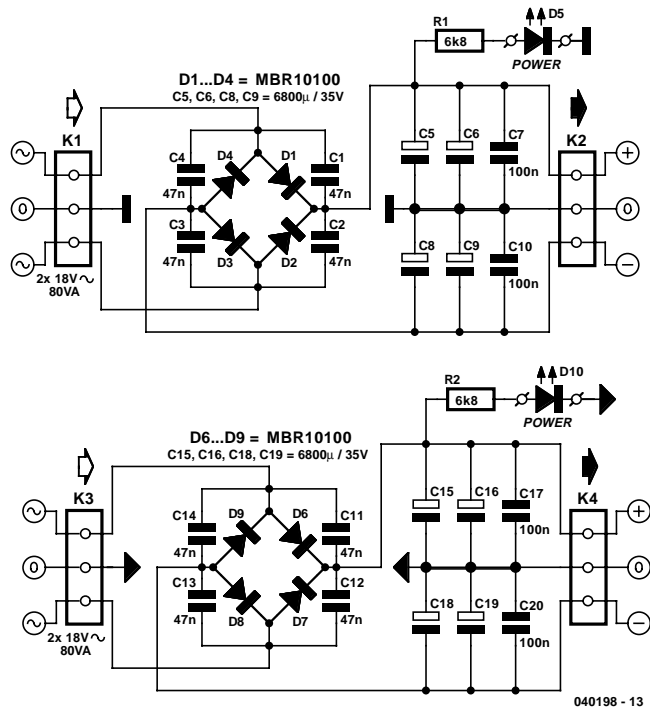 R1
6k8
D5
POWER
D1...D4 = MBR10100
C5, C6, C8, C9 = 6800µ / 35V
K1
K2
C4
47n
D4
D1
C1
47n
C5
C6
C7
100n
+
0
0
C3
47n
D3
D2
C2
47n
C8
C9
C10
100n
−
2x 18V~
80VA
R2
6k8
D10
POWER
D6...D9 = MBR10100
C15, C16, C18, C19 = 6800µ / 35V
K3
K4
C14
47n
D9
D6
C11
47n
C15
C16
C17
100n
+
0
0
C13
47n
D8
D7
C12
47n
C18
C19
C20
100n
−
2x 18V~
80VA
040198 - 13